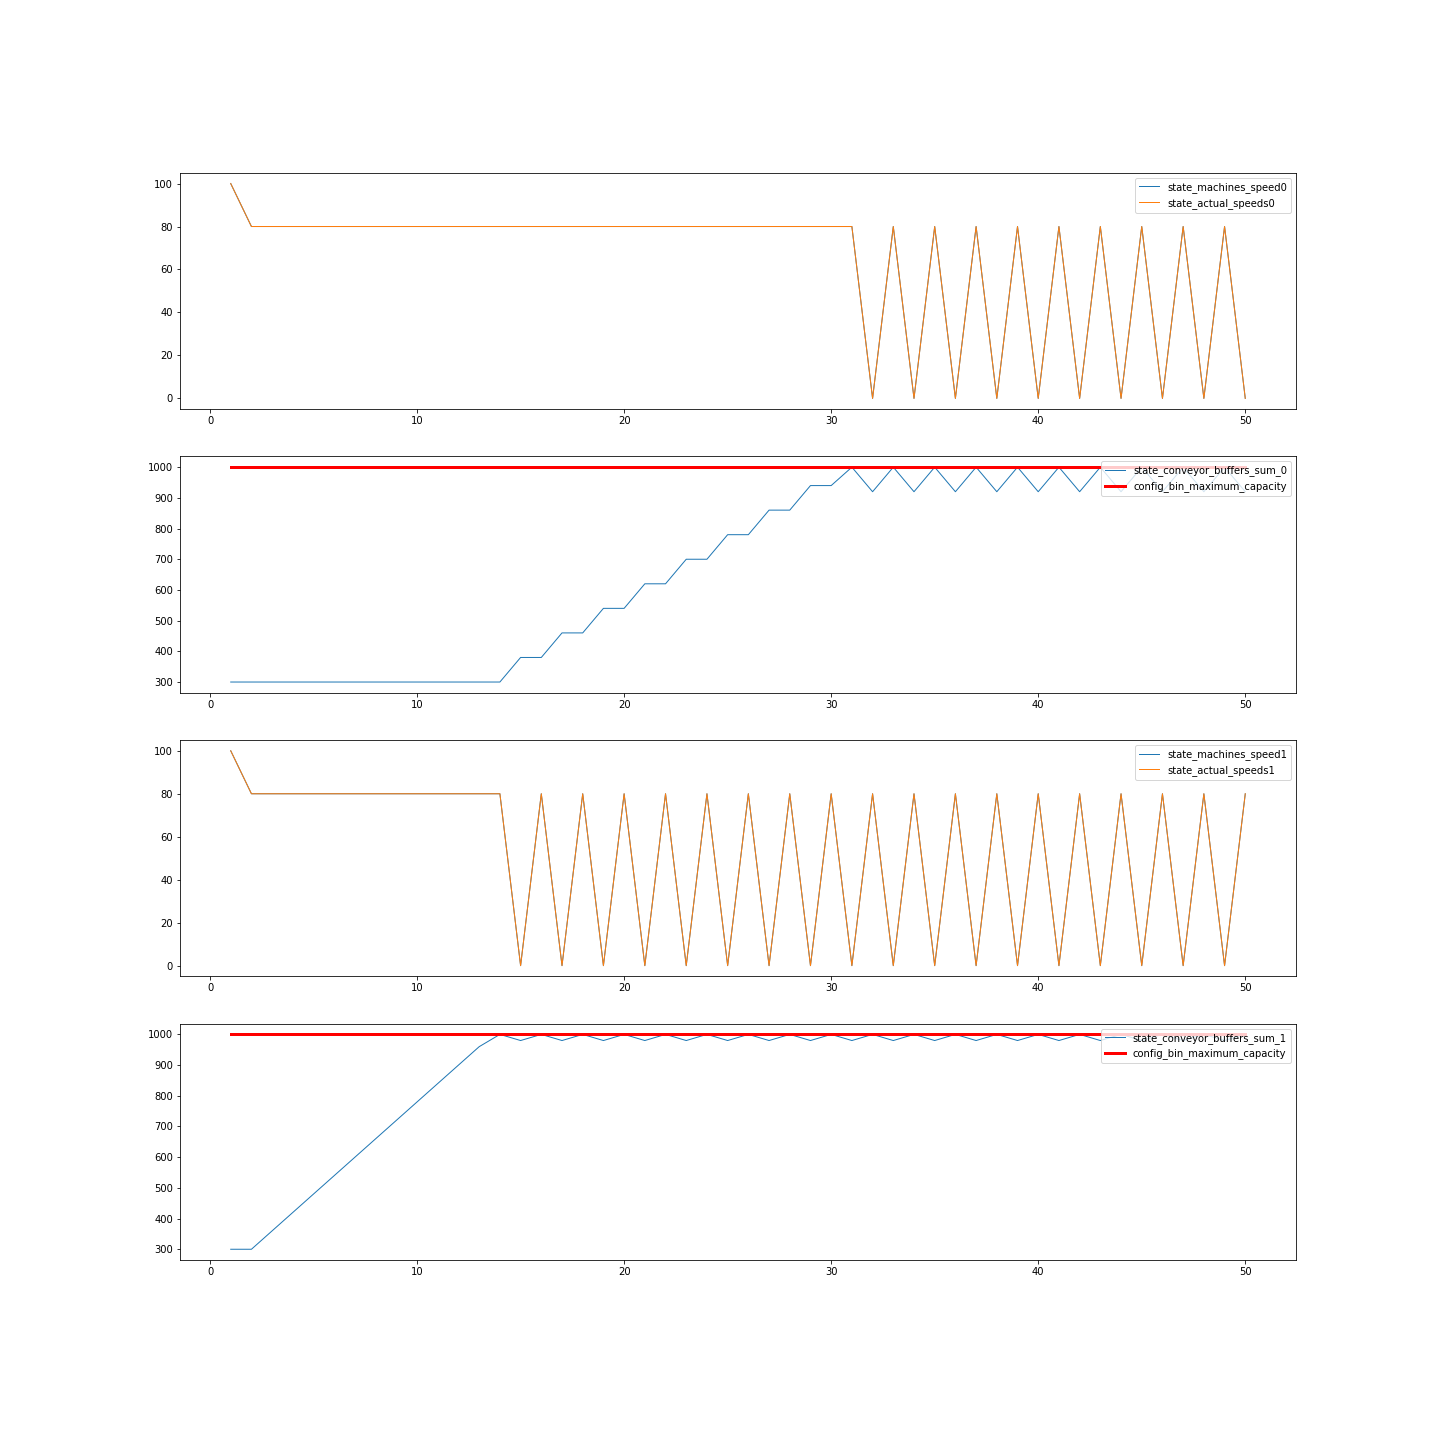 100
80
60
40
20
0
state_machines_speed0
state_actual_speeds0
0 10 20 30 40 50
1000
900
800
700
600
500
400
300
state_conveyor_buffers_sum_0
config_bin_maximum_capacity
0 10 20 30 40 50
100
80
60
40
20
0
state_machines_speed1
state_actual_speeds1
0 10 20 30 40 50
1000
900
800
700
600
500
400
300
state_conveyor_buffers_sum_1
config_bin_maximum_capacity
0 10 20 30 40 50